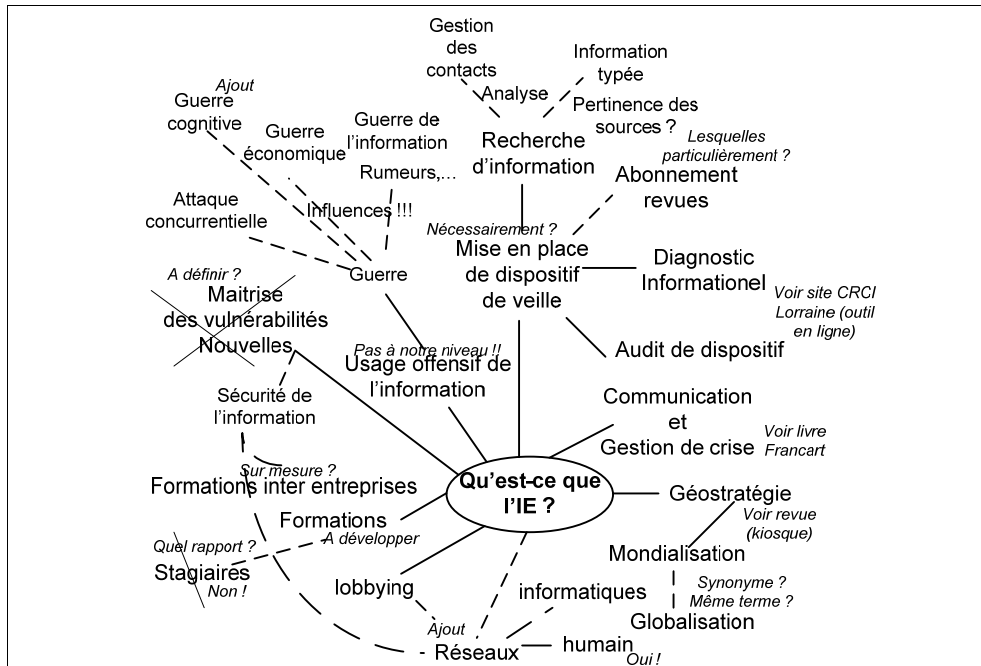 Gestion
des
contacts
Information
typée
Analyse
Ajout
Guerre
cognitive
Guerre
économique
Guerre de
l'information
Rumeurs,...
Pertinence des
sources ?
Recherche
d'information
Lesquelles
particulièrement ?
Abonnement
revues
Attaque
concurrentielle
Influences !!!
Nécessairement ?
Mise en place
de dispositif
de veille
Guerre
Diagnostic
Informationel
Voir site CRCI
Lorraine (outil
en ligne)
A définir ?
Maitrise
des vulnérabilités
Nouvelles
Pas à notre niveau !!
Usage offensif de
l'information
Audit de dispositif
Sécurité de
l'information
Communication
et
Gestion de crise
Voir livre
Francart
Sur mesure ?
Formations inter entreprises
Qu'est-ce que
l'IE ?
Géostratégie
Voir revue
(kiosque)
Formations
A développer
Quel rapport ?
Stagiaires
Non !
Mondialisation
Synonyme ?
Même terme ?
Globalisation
lobbying
informatiques
Ajout
Réseaux
humain
Oui !